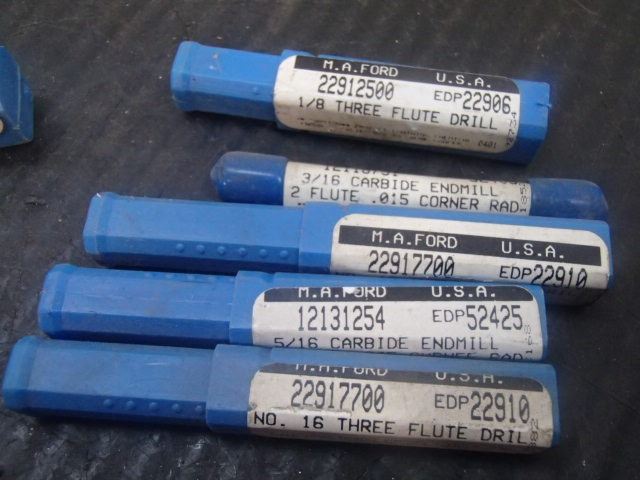 M.A.FORD U.S.A.
22912500 EDP22906
1/8 THREE FLUTE DRILL
0401
3/16 CARBIDE ENDMILL
2 FLUTE .015 CORNER RAD
M.A.FORD U.S.A.
22917700 EDP22910
M.A.FORD U.S.A.
12131254 EDP52425
5/16 CARBIDE ENDMILL
M.A.FORD U.S.A.
22917700 EDP22910
NO. 16 THREE FLUTE DRIL